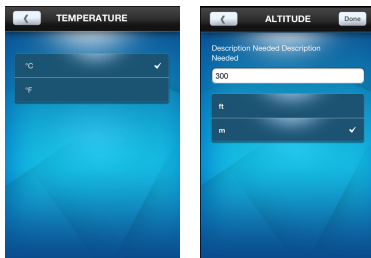 TEMPERATURE
°C
°F
ALTITUDE
Done
Description Needed Description
Needed
300
ft
m